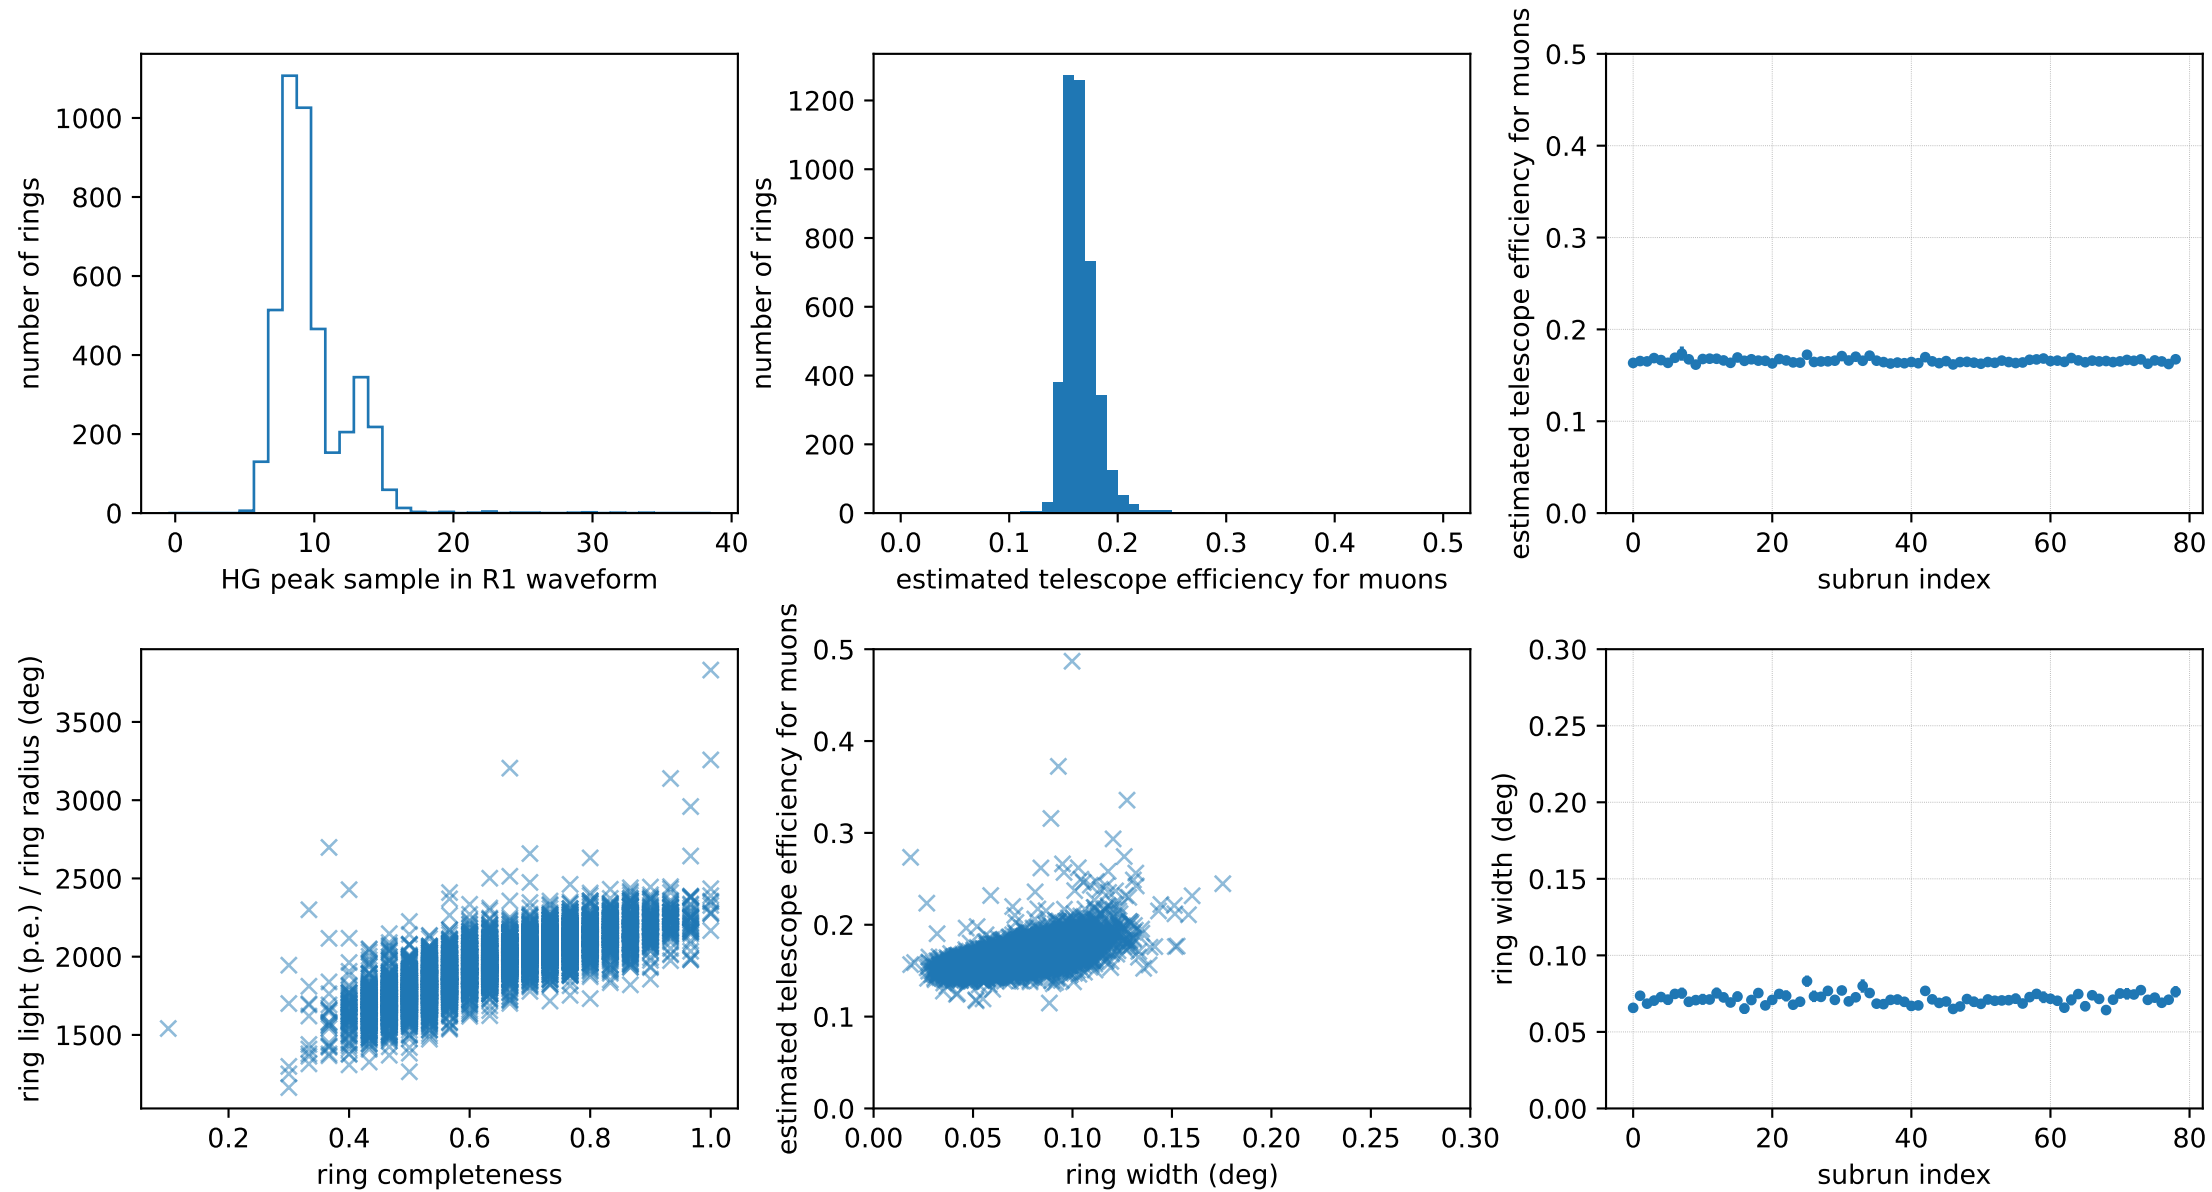 number of rings
1000
800
600
400
200
0
0 10 20 30 40
HG peak sample in R1 waveform
number of rings
1200
1000
800
600
400
200
0
0.0 0.1 0.2 0.3 0.4 0.5
estimated telescope efficiency for muons
estimated telescope efficiency for muons
0.5
0.4
0.3
0.2
0.1
0.0
0 20 40 60 80
subrun index
ring light (p.e.) / ring radius (deg)
3500
3000
2500
2000
1500
0.2 0.4 0.6 0.8 1.0
ring completeness
estimated telescope efficiency for muons
0.5
0.4
0.3
0.2
0.1
0.0
0.00 0.05 0.10 0.15 0.20 0.25 0.30
ring width (deg)
ring width (deg)
0.30
0.25
0.20
0.15
0.10
0.05
0.00
0 20 40 60 80
subrun index